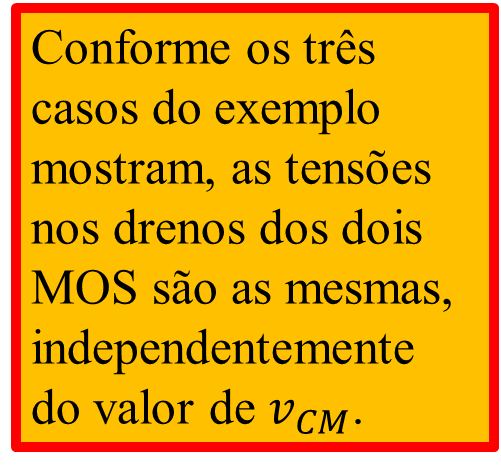 Conforme os três
casos do exemplo
mostram, as tensões
nos drenos dos dois
MOS são as mesmas,
independentemente
do valor de 𝑣𝐶𝑀.